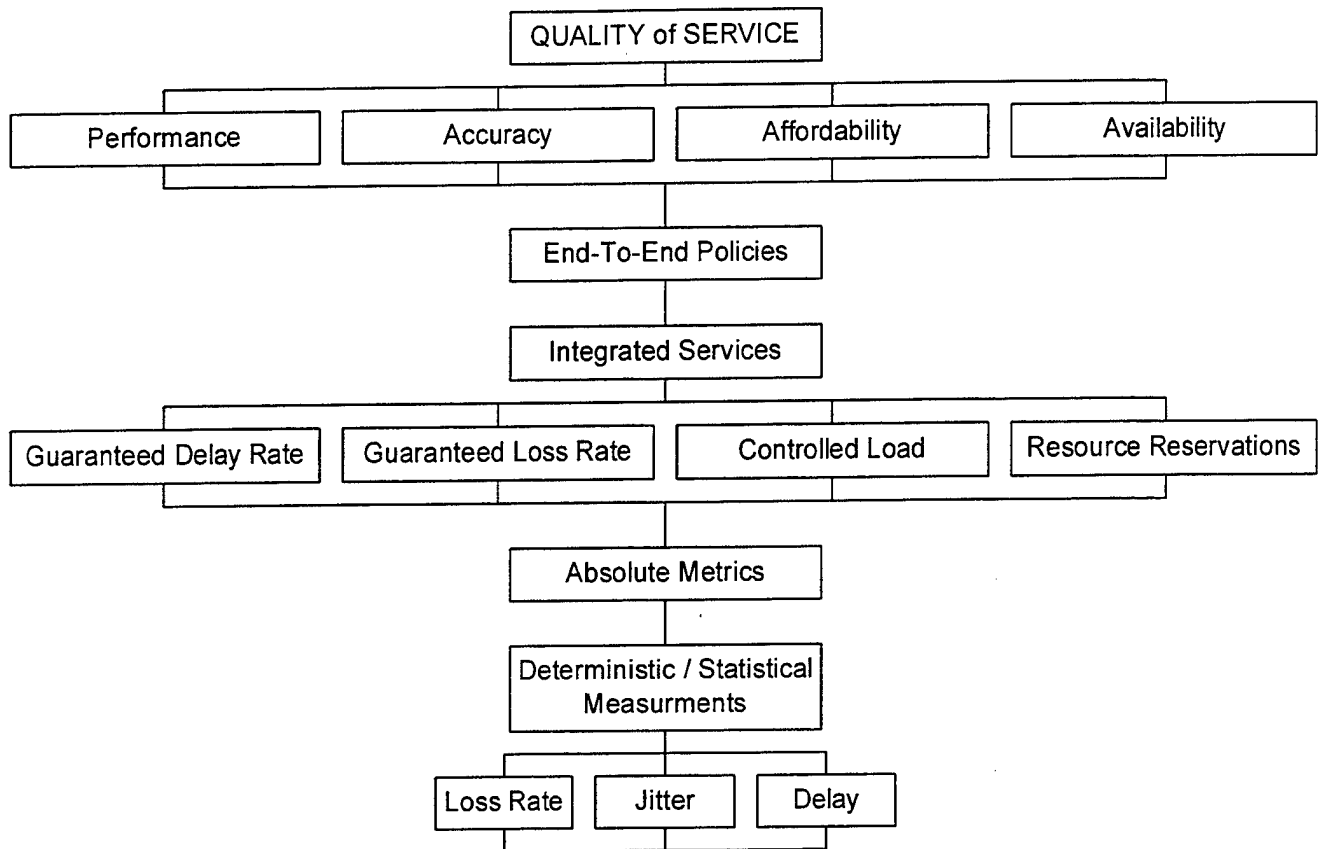 QUALITY of SERVICE
Performance
Accuracy
Affordability
Availability
End-To-End Policies
Integrated Services
Guaranteed Delay Rate
Guaranteed Loss Rate
Controlled Load
Resource Reservations
Absolute Metrics
Deterministic / Statistical
Measurments
Loss Rate
Jitter
Delay